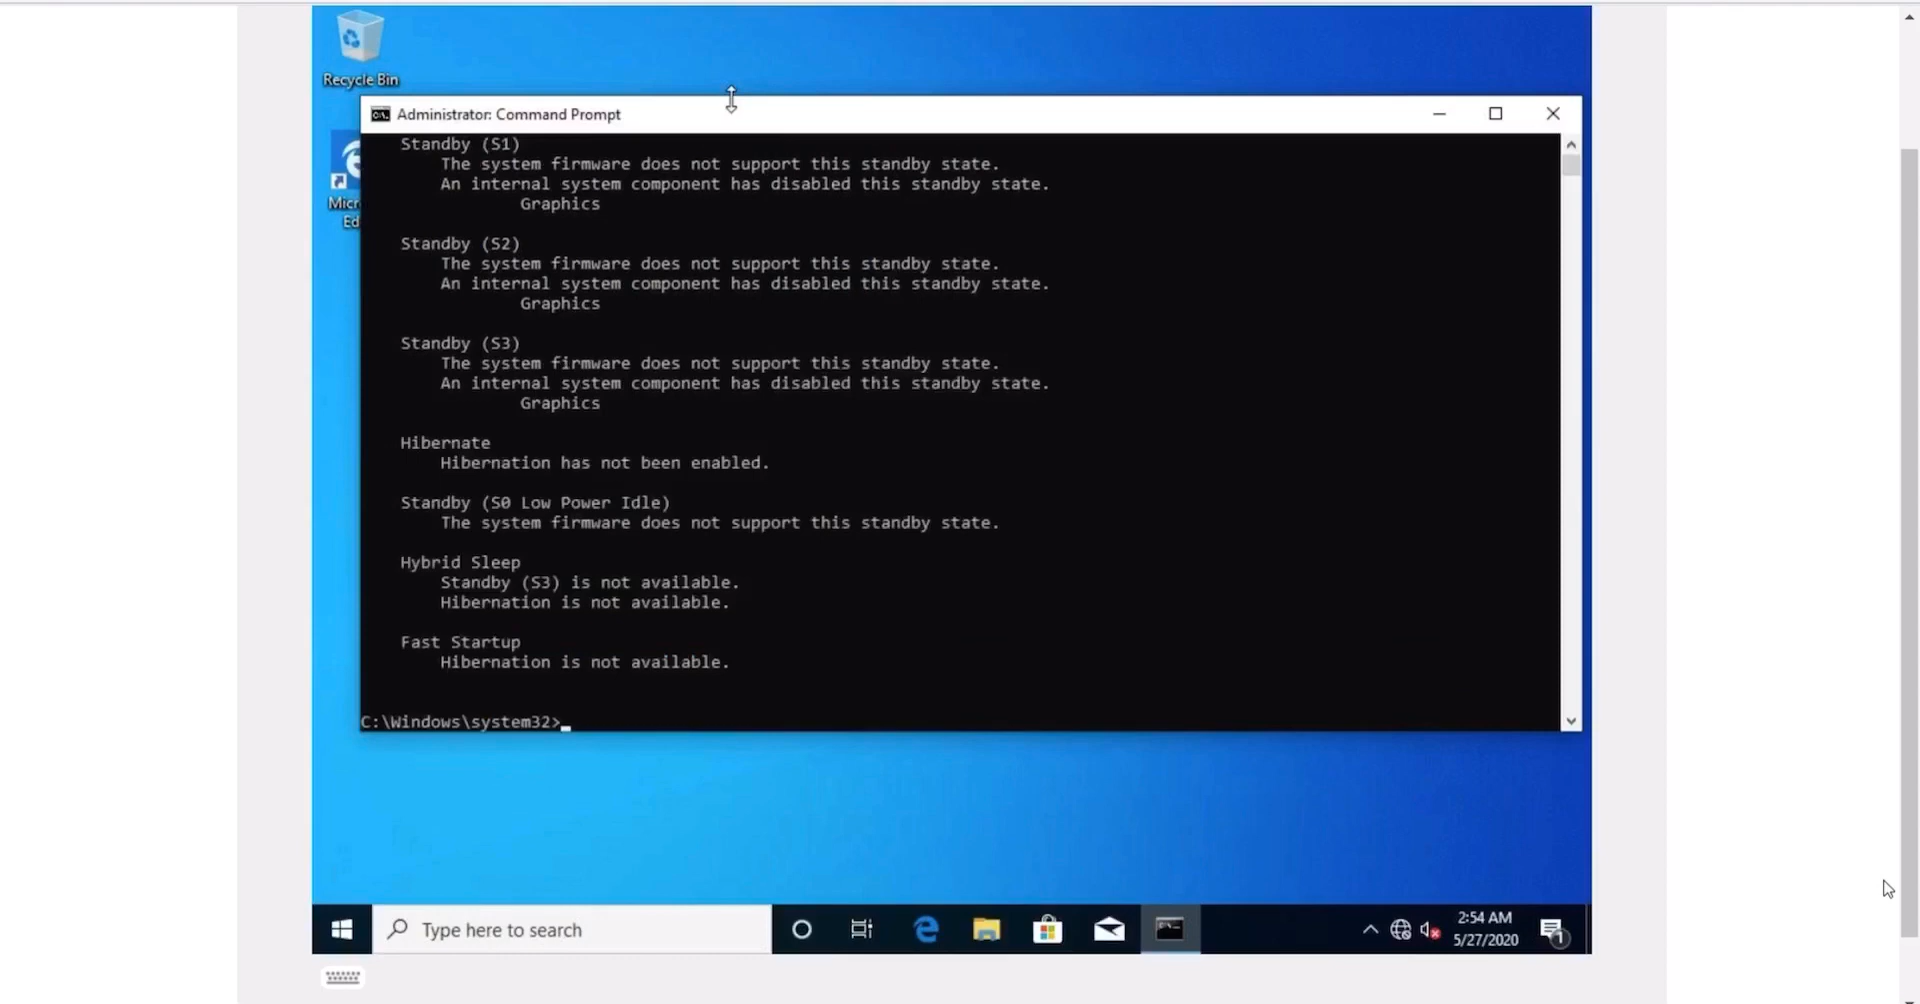 Recycle Bin
Administrator: Command Prompt
Standby (S1)
The system firmware does not support this standby state.
An internal system component has disabled this standby state.
Graphics
Micr
Ed
Standby (S2)
The system firmware does not support this standby state.
An internal system component has disabled this standby state.
Graphics
Standby (S3)
The system firmware does not support this standby state.
An internal system component has disabled this standby state.
Graphics
Hibernate
Hibernation has not been enabled.
Standby (S0 Low Power Idle)
The system firmware does not support this standby state.
Hybrid Sleep
Standby (S3) is not available.
Hibernation is not available.
Fast Startup
Hibernation is not available.
C:\Windows\system32>_
Type here to search
2:54 AM
5/27/2020
1